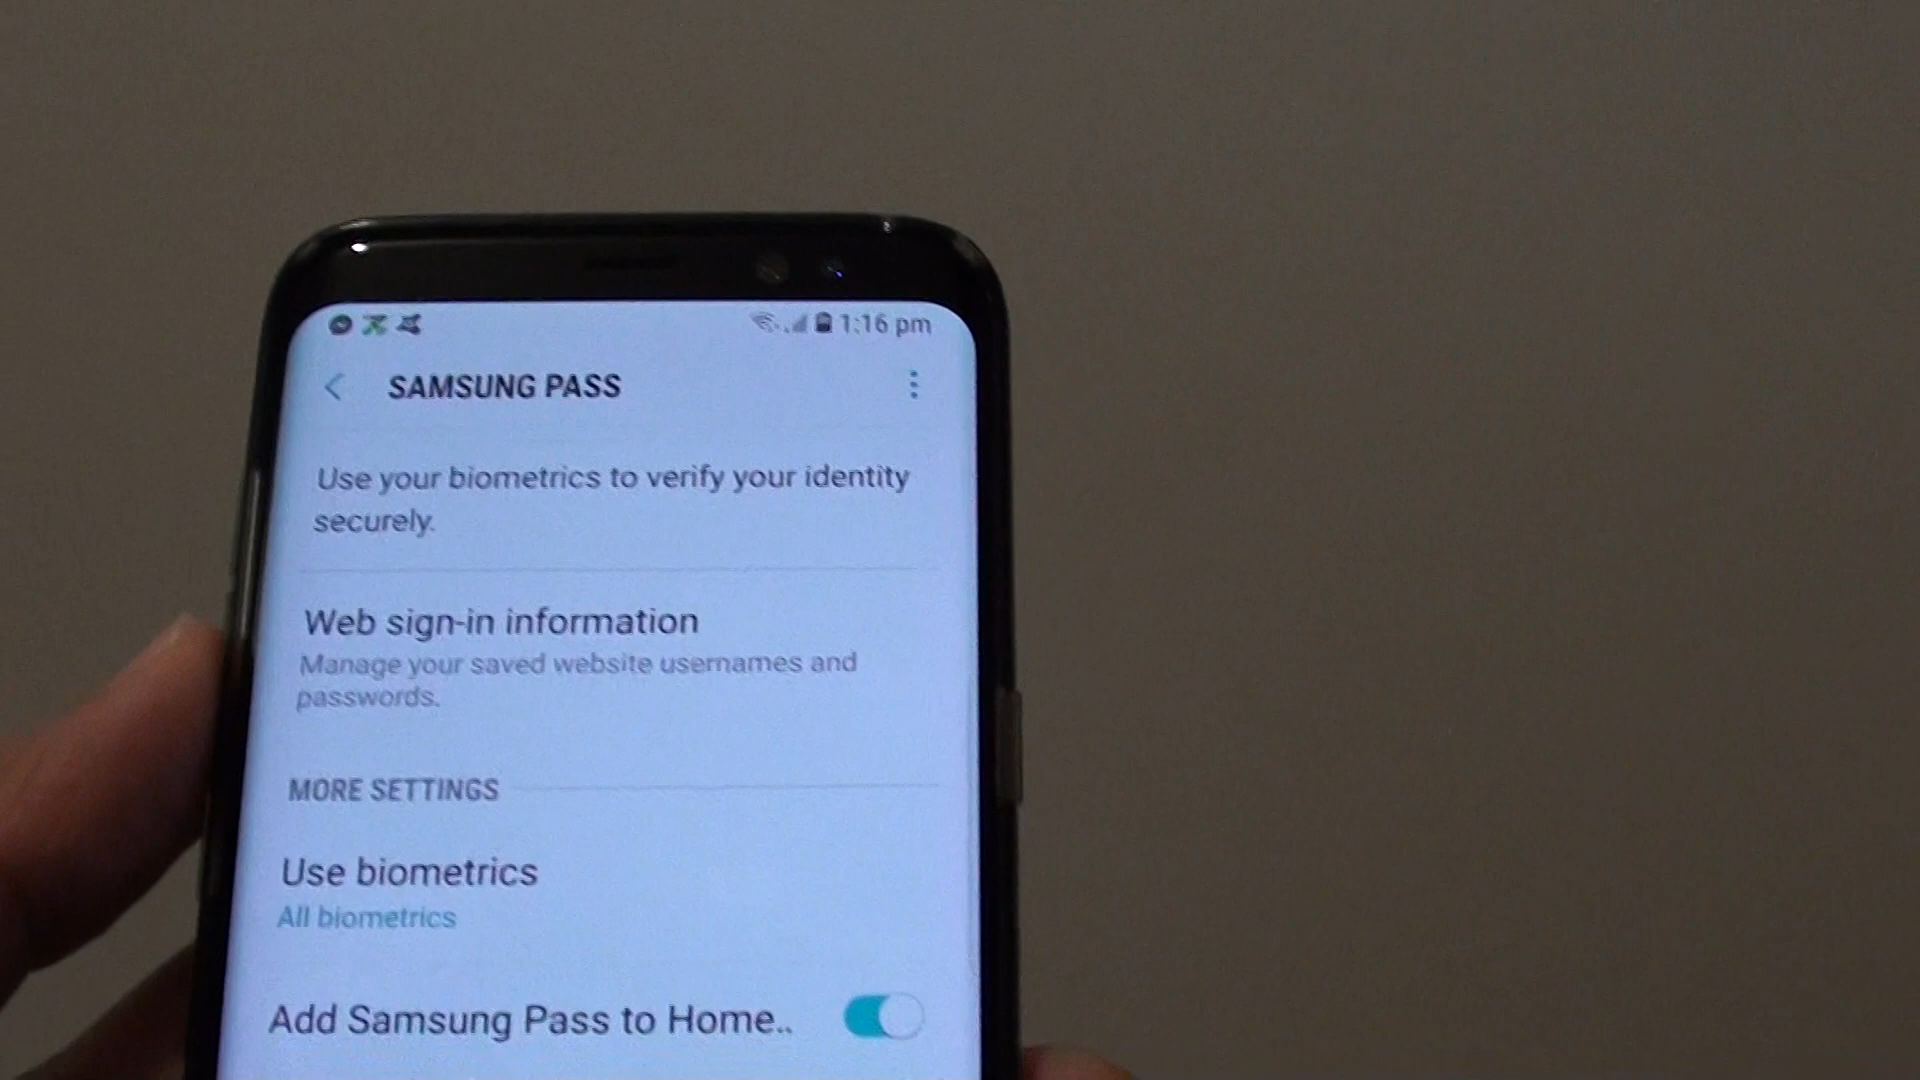 1:16 pm
SAMSUNG PASS
Use your biometrics to verify your identity
securely.
Web sign-in information
Manage your saved website usernames and
passwords.
MORE SETTINGS
Use biometrics
All biometrics
Add Samsung Pass to Home..